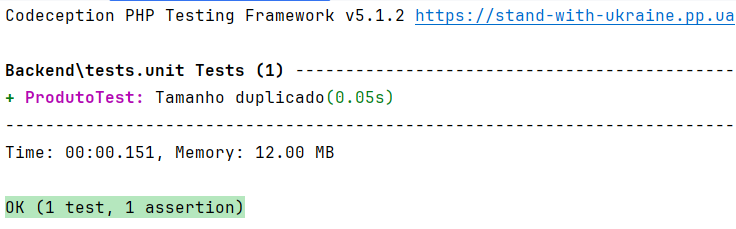 Codeception PHP Testing Framework v5.1.2 https://stand-with-ukraine.pp.ua
Backend\tests.unit Tests (1) --------------------------------------------
+ ProdutoTest: Tamanho duplicado(0.05s)
-------------------------------------------------------------------------
Time: 00:00.151, Memory: 12.00 MB
OK (1 test, 1 assertion)